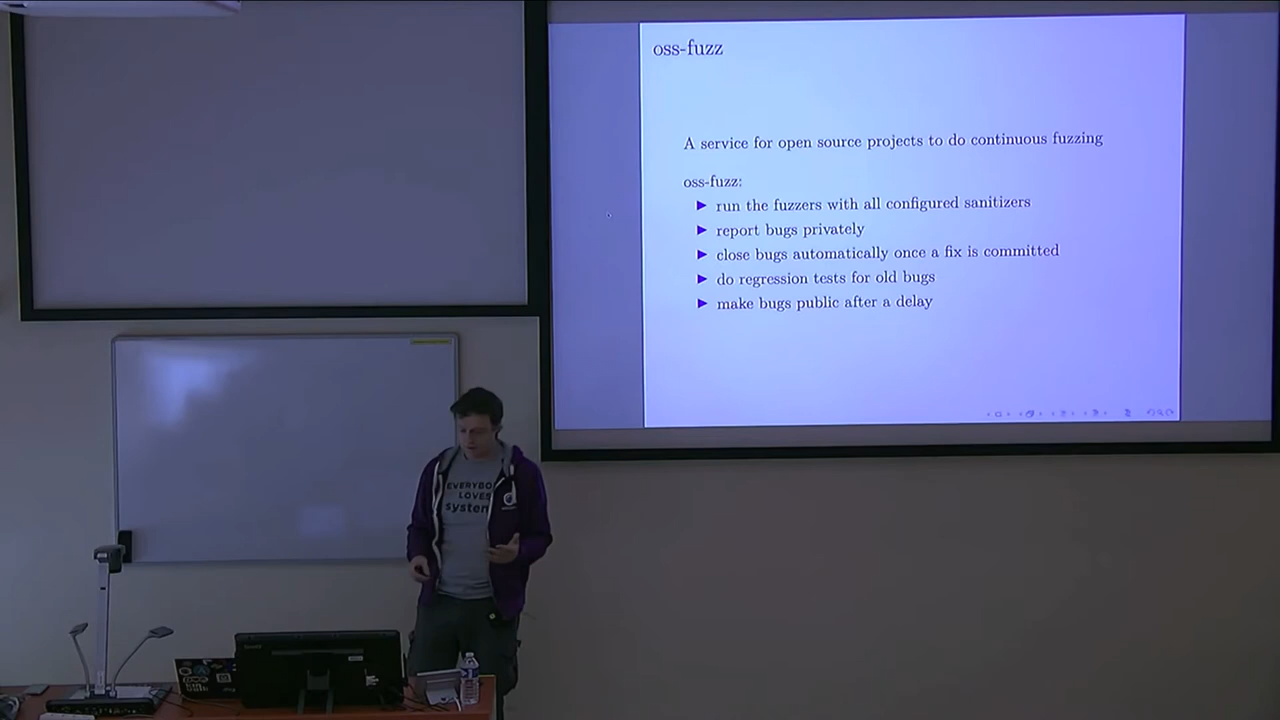 oss-fuzz
A service for open source projects to do continuous fuzzing
oss-fuzz:
▶ run the fuzzers with all configured sanitizers
▶ report bugs privately
▶ close bugs automatically once a fix is committed
▶ do regression tests for old bugs
▶ make bugs public after a delay
EVERYBO
LOVES
system